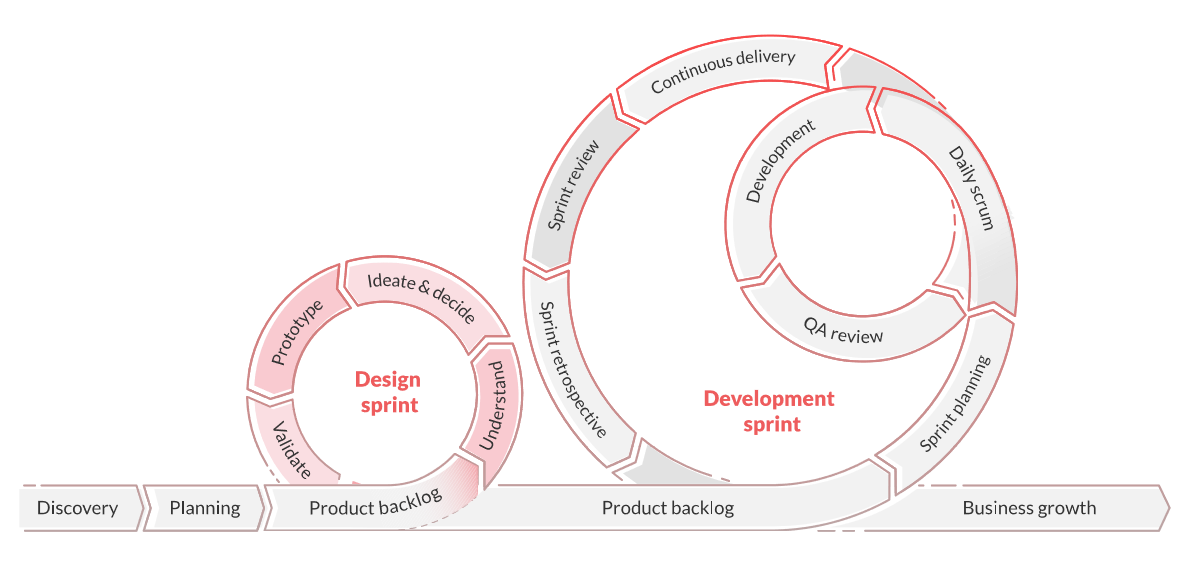 Continuous delivery
Sprint review
Development
Daily scrum
Ideate & decide
Prototype
Sprint retrospective
QA review
Design
sprint
Understand
Development
sprint
Sprint planning
Validate
Discovery
Planning
Product backlog
Product backlog
Business growth